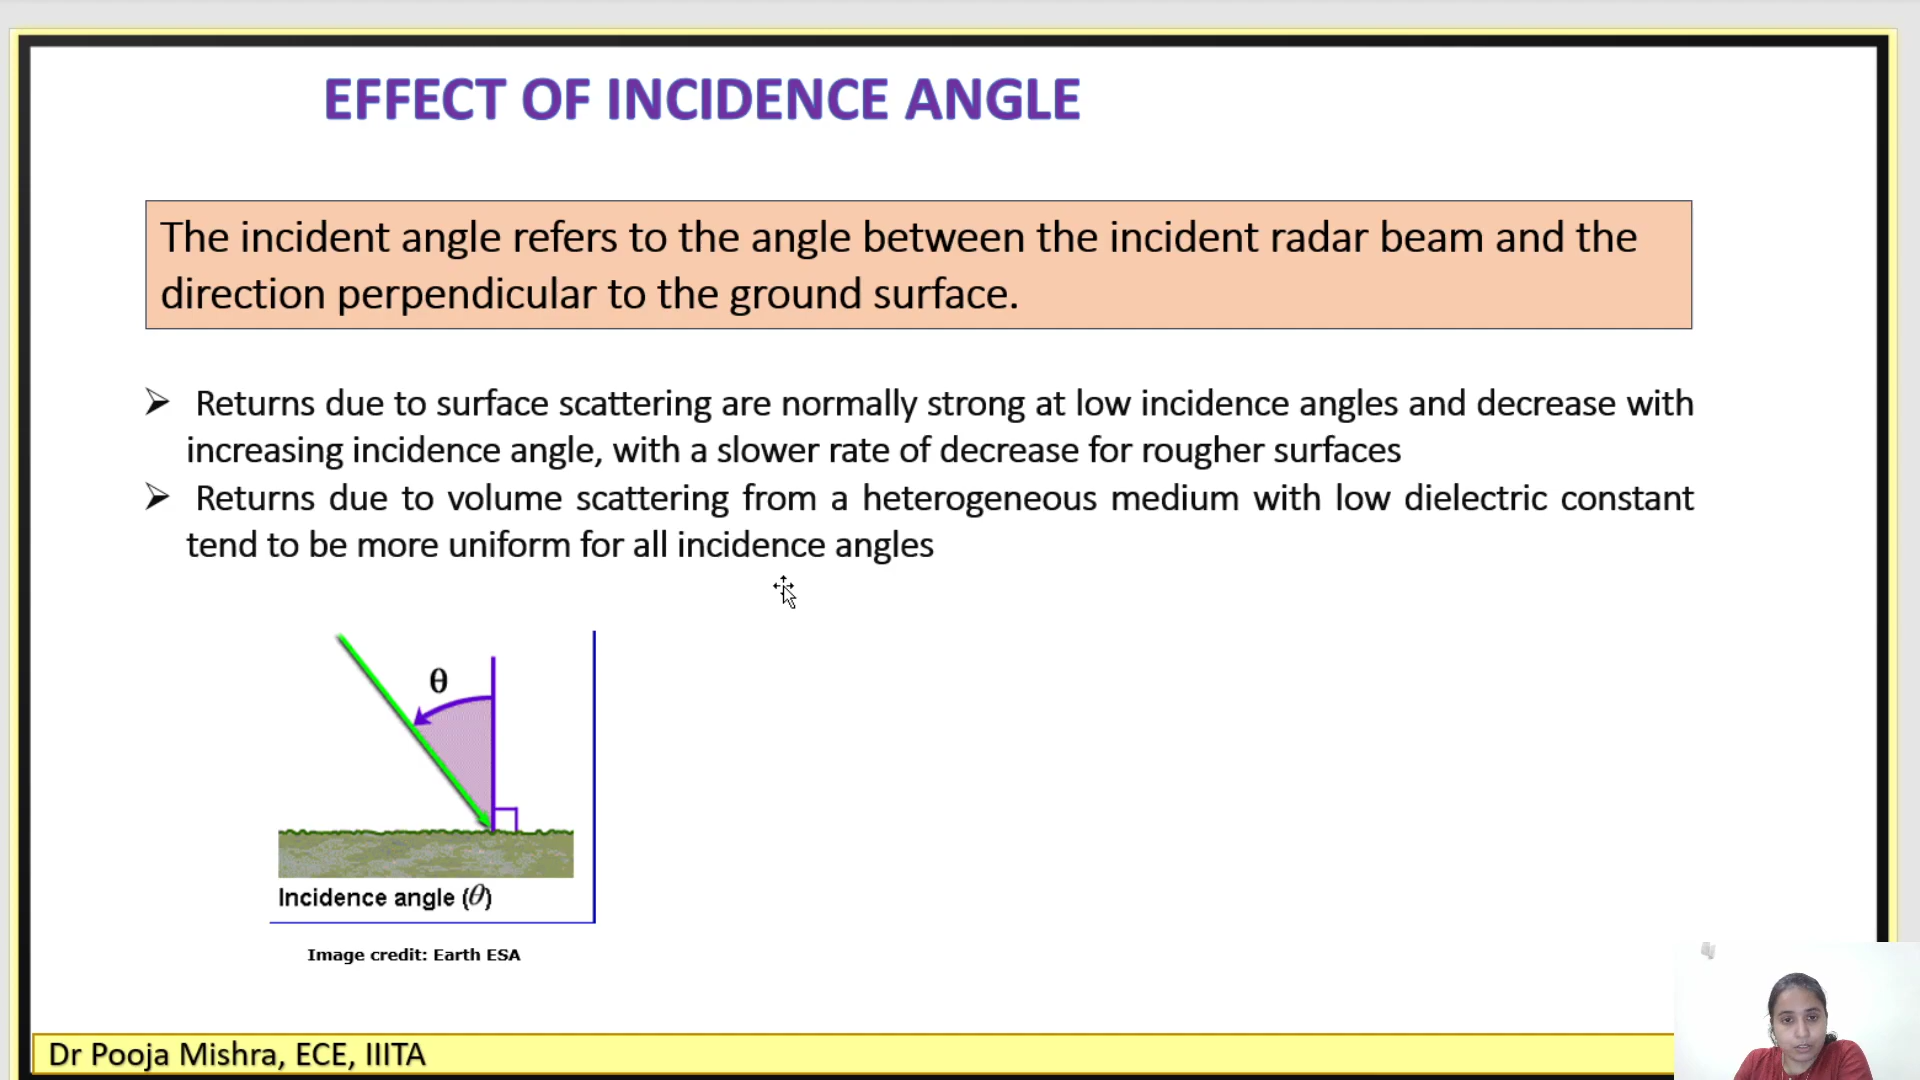 EFFECT OF INCIDENCE ANGLE
The incident angle refers to the angle between the incident radar beam and the
direction perpendicular to the ground surface.
➢ Returns due to surface scattering are normally strong at low incidence angles and decrease with
increasing incidence angle, with a slower rate of decrease for rougher surfaces
➢ Returns due to volume scattering from a heterogeneous medium with low dielectric constant
tend to be more uniform for all incidence angles
θ
Incidence angle (θ)
Image credit: Earth ESA
Dr Pooja Mishra, ECE, IIITA